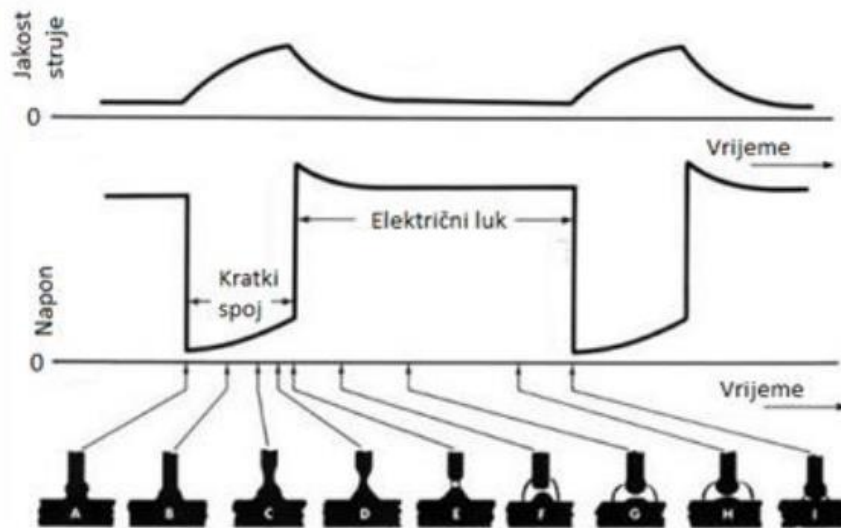 Jakost
struje
0
Vrijeme
Električni luk
Kratki
spoj
Napon
0
Vrijeme
A B C D E F G H I